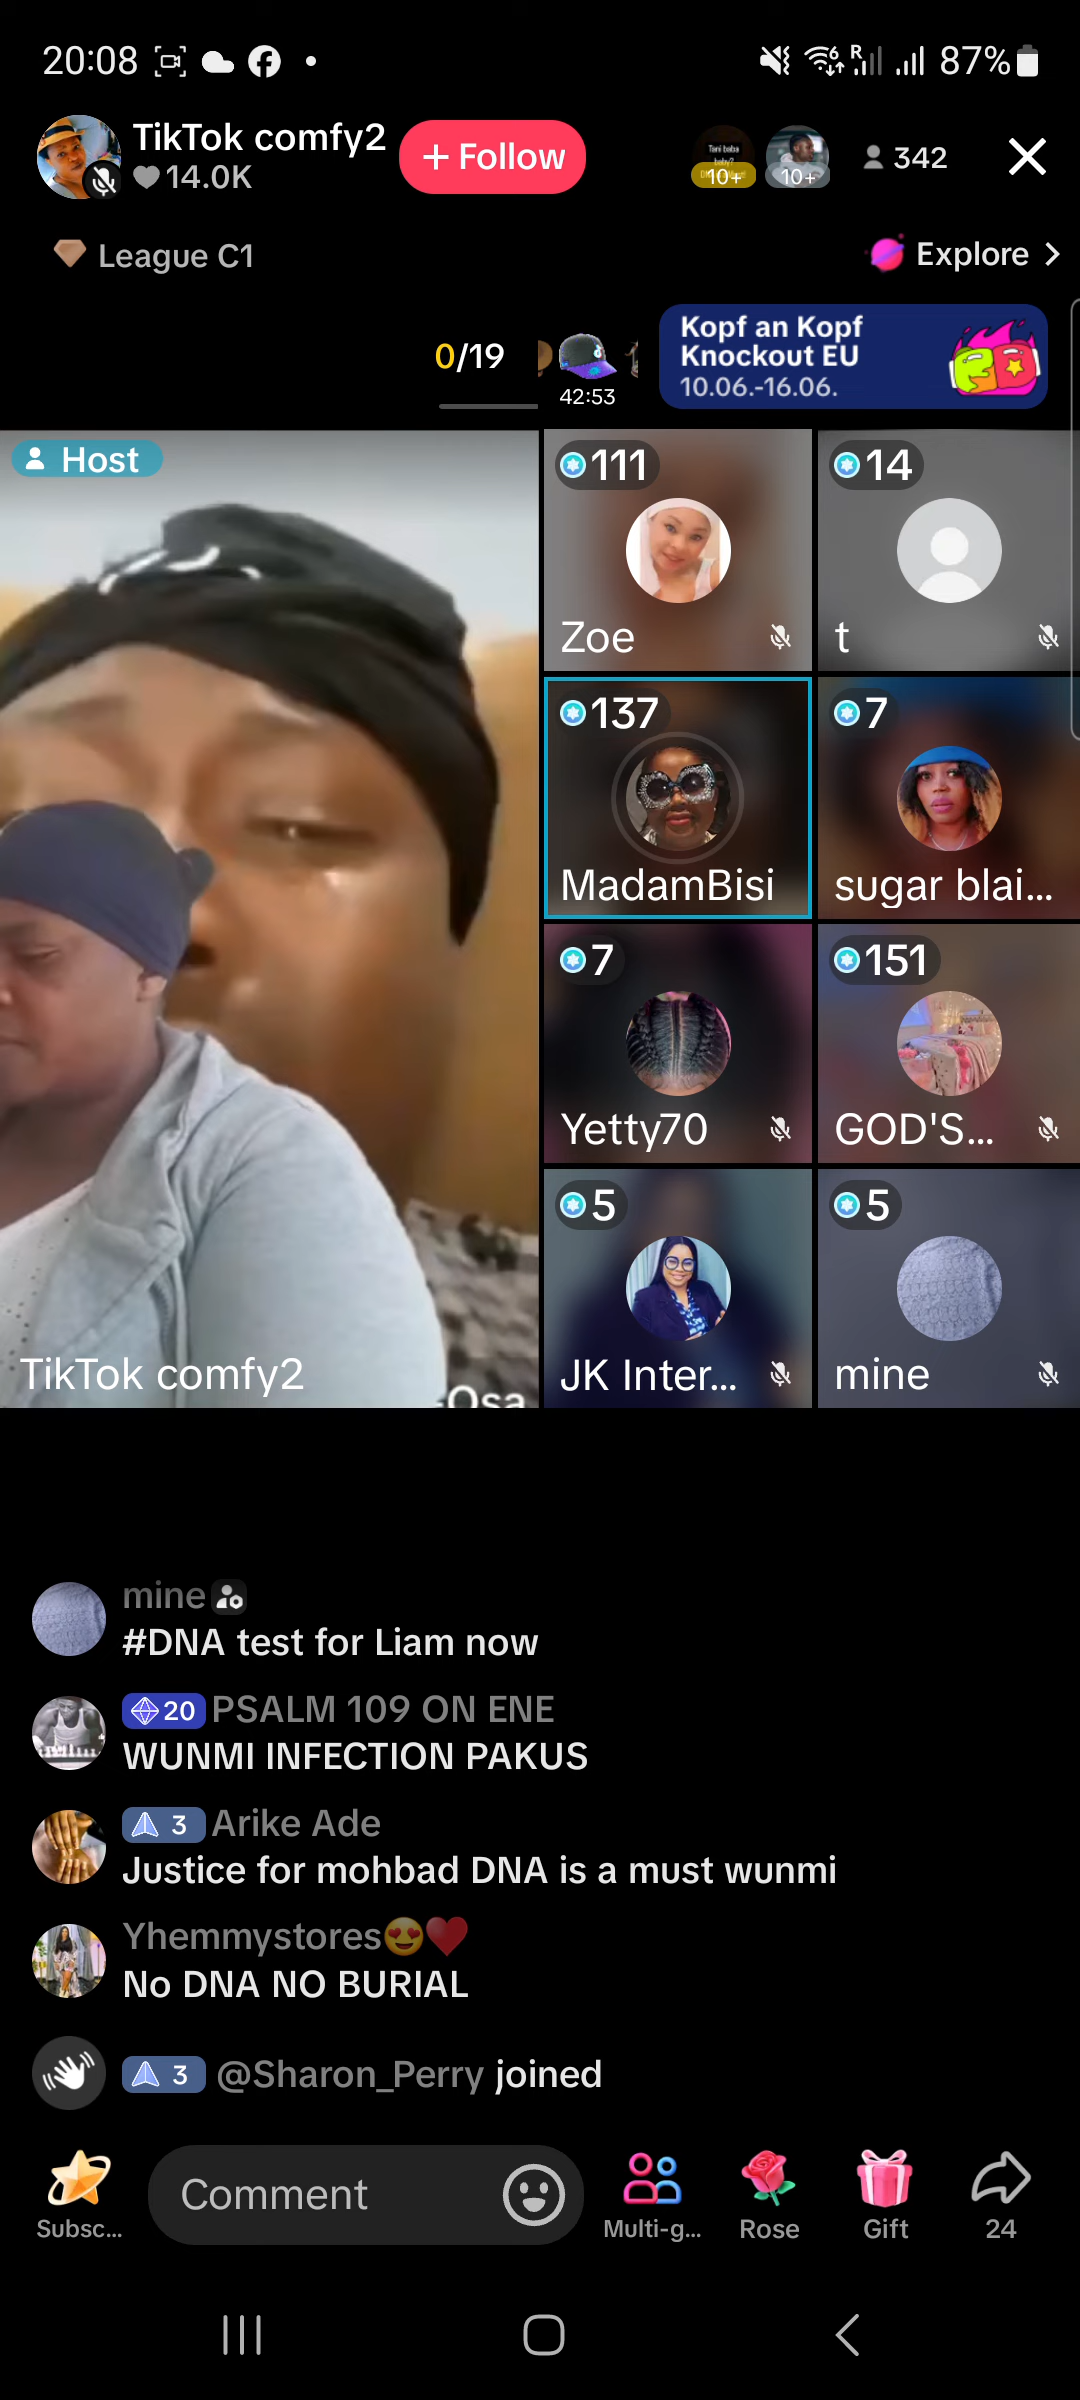 20:08
R
87%
TikTok comfy2
14.0K
+ Follow
10+
10+
342
League C1
Explore >
0/19
42:53
Kopf an Kopf
Knockout EU
10.06.-16.06.
Host
TikTok comfy2
111
Zoe
14
t
137
MadamBisi
7
sugar blai...
7
Yetty70
151
GOD'S...
5
JK Inter...
5
mine
mine
#DNA test for Liam now
20 PSALM 109 ON ENE
WUNMI INFECTION PAKUS
3 Arike Ade
Justice for mohbad DNA is a must wunmi
Yhemmystores😍❤️
No DNA NO BURIAL
3 @Sharon_Perry joined
Subsc...
Comment
Multi-g...
Rose
Gift
24